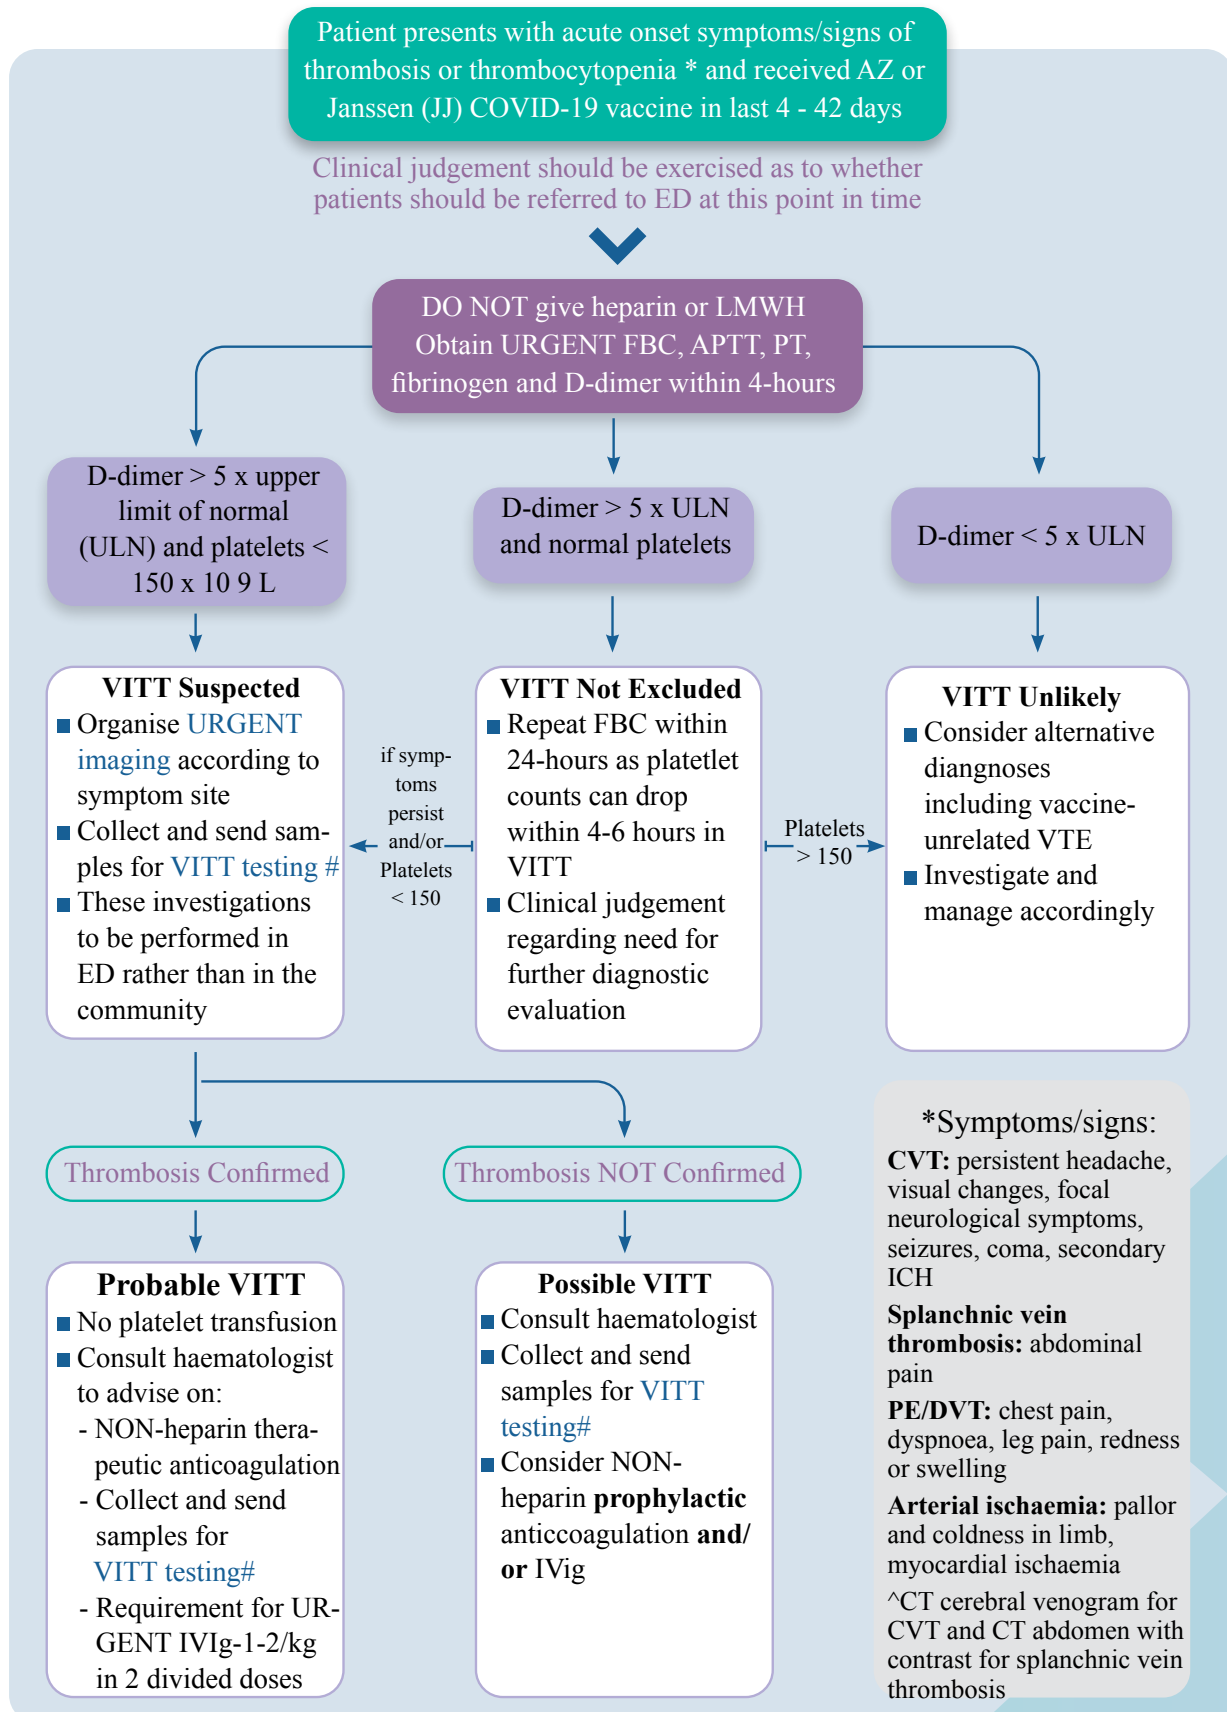 Patient presents with acute onset symptoms/signs of
thrombosis or thrombocytopenia * and received AZ or
Janssen (JJ) COVID-19 vaccine in last 4 - 42 days
Clinical judgement should be exercised as to whether
patients should be referred to ED at this point in time
DO NOT give heparin or LMWH
Obtain URGENT FBC, APTT, PT,
fibrinogen and D-dimer within 4-hours
D-dimer > 5 x upper
limit of normal
(ULN) and platelets <
150 x 10 9 L
D-dimer > 5 x ULN
and normal platelets
D-dimer < 5 x ULN
VITT Suspected
Organise URGENT
imaging according to
symptom site
Collect and send sam-
ples for VITT testing #
These investigations
to be performed in
ED rather than in the
community
if symp-
toms
persist
and/or
Platelets
< 150
VITT Not Excluded
Repeat FBC within
24-hours as platetlet
counts can drop
within 4-6 hours in
VITT
Clinical judgement
regarding need for
further diagnostic
evaluation
Platelets
> 150
VITT Unlikely
Consider alternative
diangnoses
including vaccine-
unrelated VTE
Investigate and
manage accordingly
Thrombosis Confirmed
Thrombosis NOT Confirmed
Probable VITT
No platelet transfusion
Consult haematologist
to advise on:
- NON-heparin thera-
peutic anticoagulation
- Collect and send
samples for
VITT testing#
- Requirement for UR-
GENT IVIg-1-2/kg
in 2 divided doses
Possible VITT
Consult haematologist
Collect and send
samples for VITT
testing#
Consider NON-
heparin prophylactic
anticcoagulation and/
or IVig
*Symptoms/signs:
CVT: persistent headache,
visual changes, focal
neurological symptoms,
seizures, coma, secondary
ICH
Splanchnic vein
thrombosis: abdominal
pain
PE/DVT: chest pain,
dyspnoea, leg pain, redness
or swelling
Arterial ischaemia: pallor
and coldness in limb,
myocardial ischaemia
^CT cerebral venogram for
CVT and CT abdomen with
contrast for splanchnic vein
thrombosis